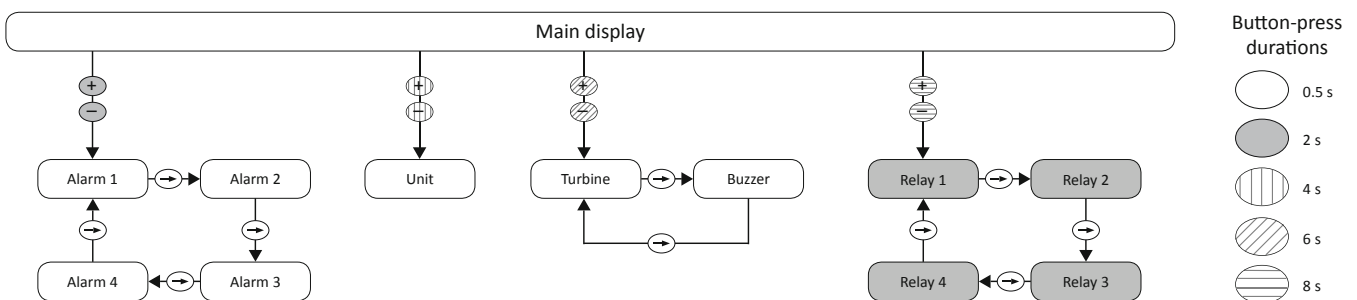 Main display
Button-press
durations
+ + + +
− − − −
0.5 s
2 s
4 s
6 s
8 s
Alarm 1 → Alarm 2
Unit
Turbine → Buzzer
Relay 1 → Relay 2
→ → → → →
Alarm 4 → Alarm 3
Relay 4 → Relay 3